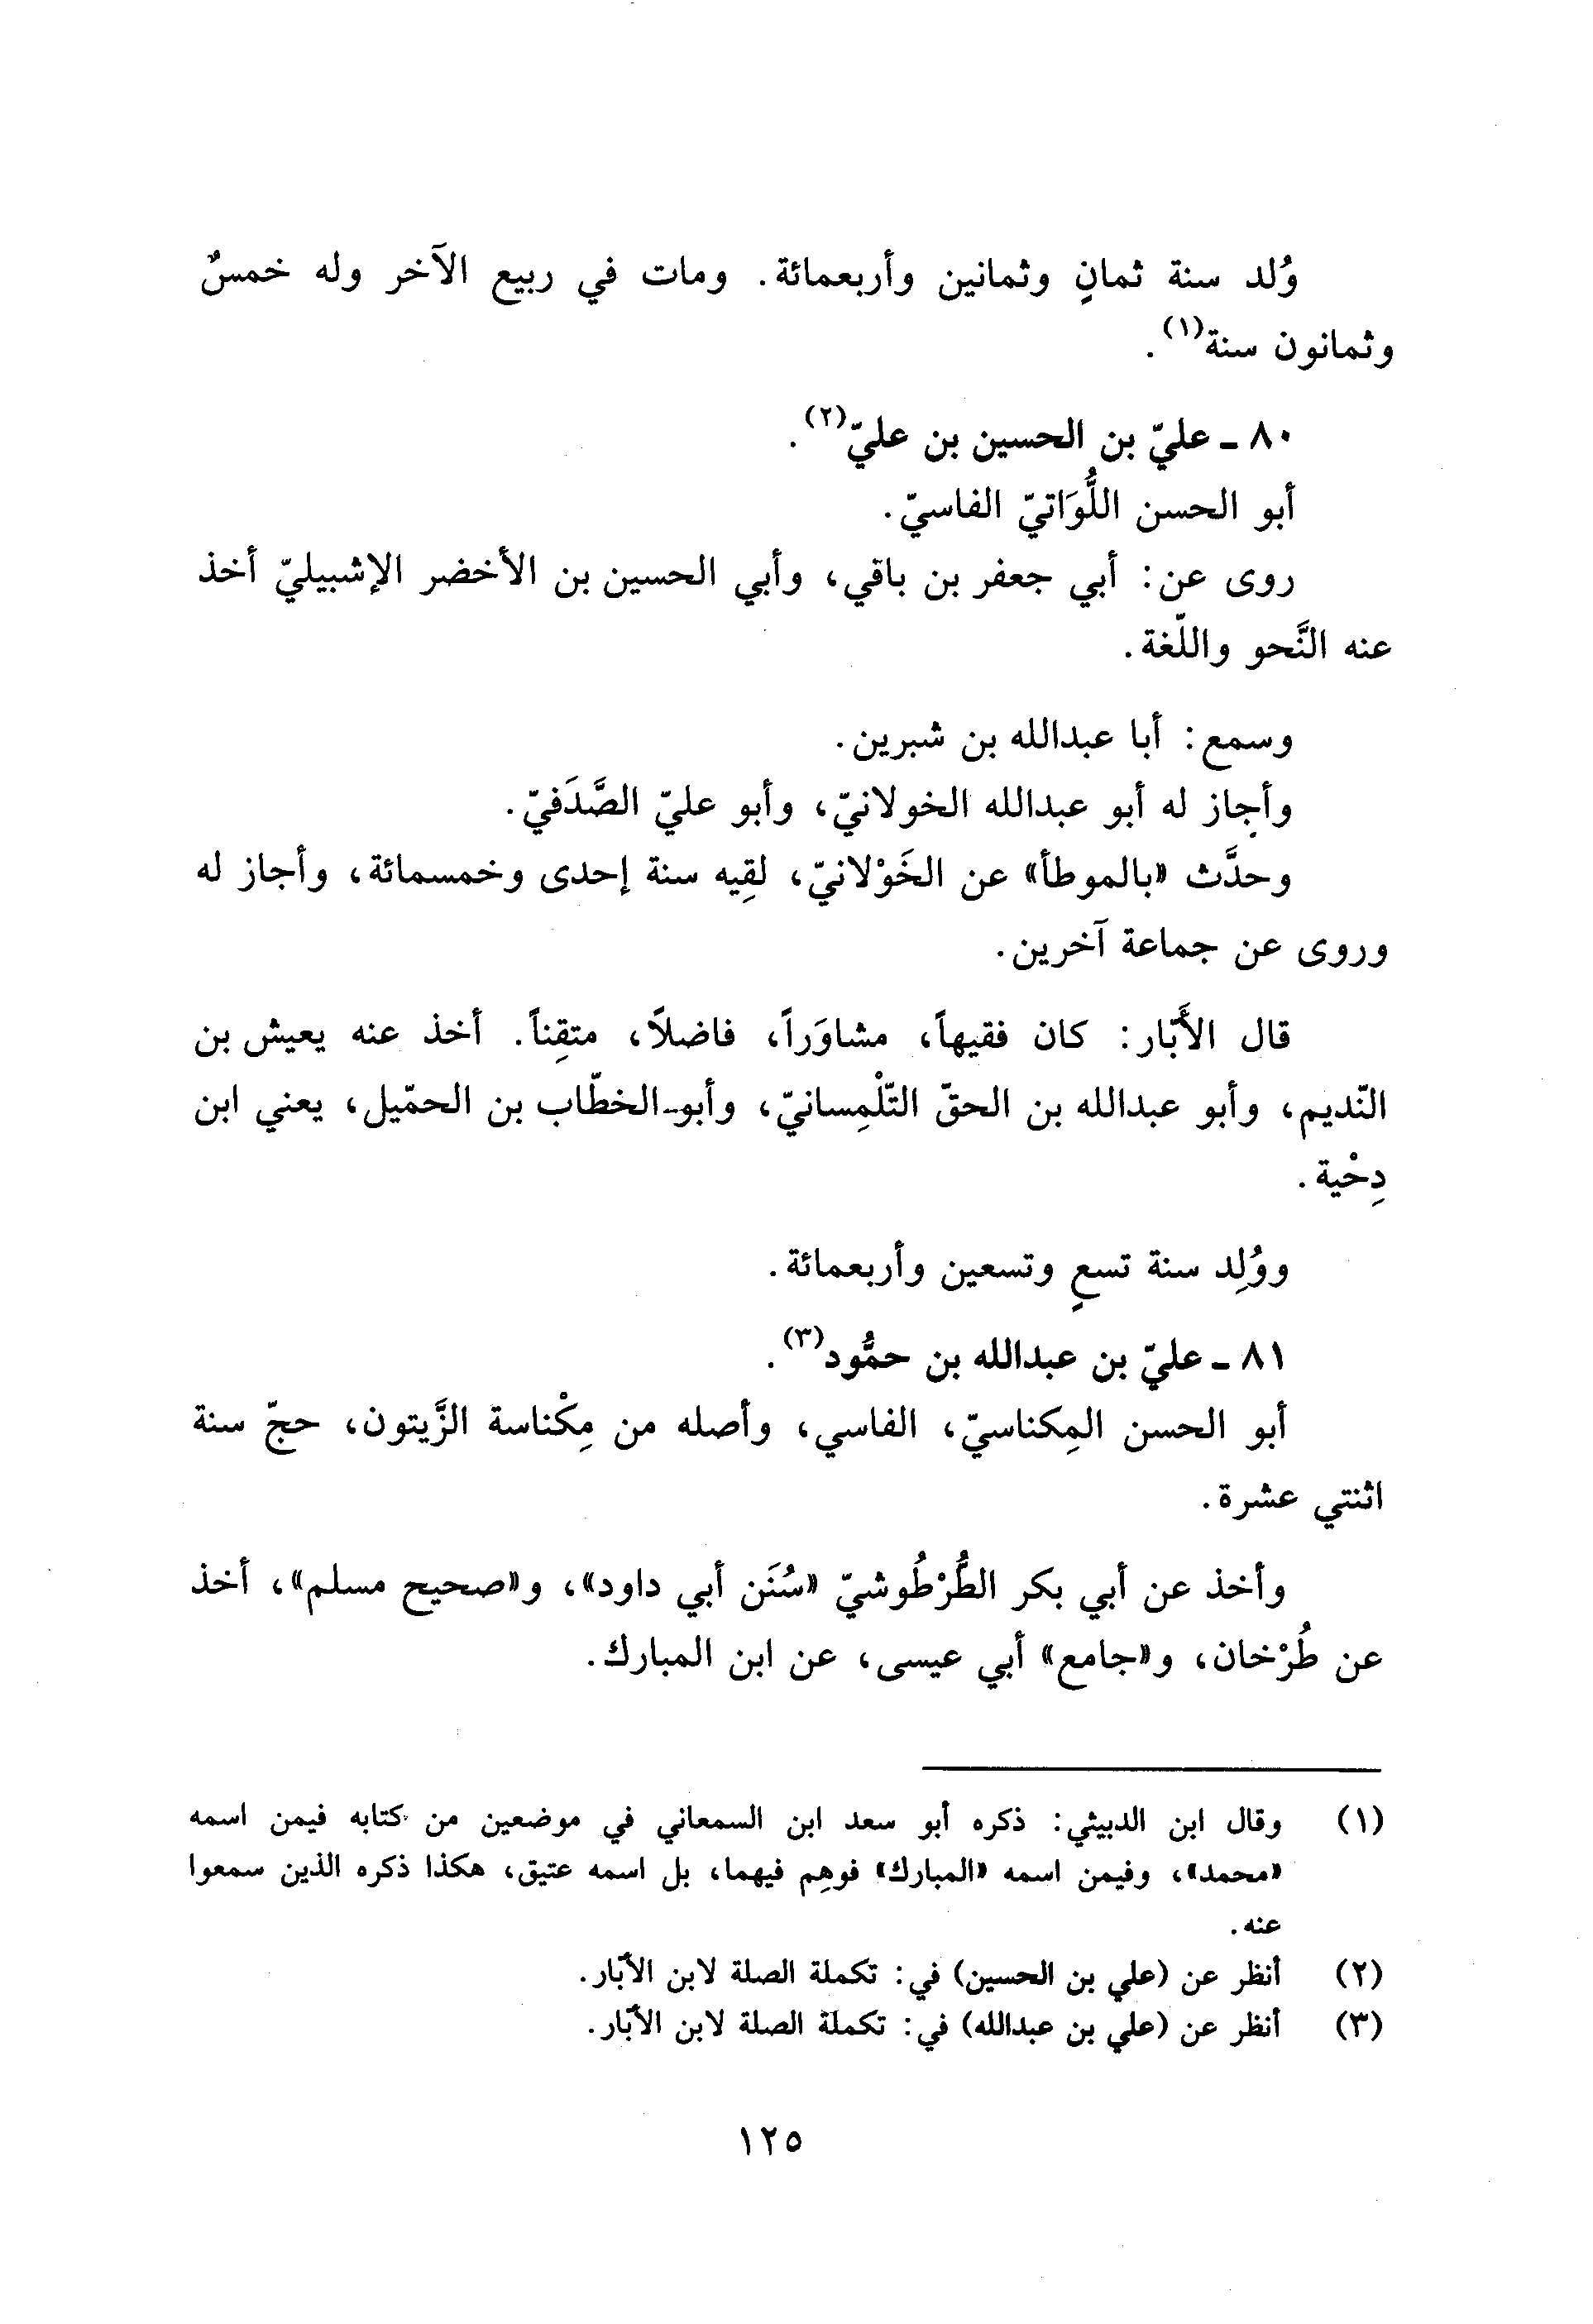 وُلد سنة ثمانٍ وثمانين وأربعمائة. ومات في ربيع الآخر وله خمسٌ
وثمانون سنة(١).
٨٠ ـ عليّ بن الحسين بن عليّ(٢).
أبو الحسن اللُّوَاتيّ الفاسيّ.
روى عن: أبي جعفر بن باقي، وأبي الحسين بن الأخضر الإشبيليّ أخذ
عنه النَّحو واللّغة.
وسمع: أبا عبدالله بن شبرين.
وأجاز له أبو عبدالله الخولانيّ، وأبو عليّ الصَّدَفيّ.
وحدَّث «بالموطأ» عن الخَوْلانيّ، لقِيه سنة إحدى وخمسمائة، وأجاز له
وروى عن جماعة آخرين.
قال الأَبّار: كان فقيهاً، مشاوَراً، فاضلاً، متقِناً. أخذ عنه يعيش بن
النّديم، وأبو عبدالله بن الحقّ التّلْمِسانيّ، وأبو-الخطّاب بن الحمّيل، يعني ابن
دِحْية.
ووُلِد سنة تسعٍ وتسعين وأربعمائة.
٨١ ـ عليّ بن عبدالله بن حمُّود(٣).
أبو الحسن المِكناسيّ، الفاسي، وأصله من مِكْناسة الزَّيتون، حجّ سنة
اثنتي عشرة.
وأخذ عن أبي بكر الطُّرْطُوشيّ «سُنَن أبي داود»، و«صحيح مسلم»، أخذ
عن طُرْخان، و«جامع» أبي عيسى، عن ابن المبارك.
(١) وقال ابن الدبيثي: ذكره أبو سعد ابن السمعاني في موضعين من كتابه فيمن اسمه
«محمد»، وفيمن اسمه «المبارك» فوهِم فيهما، بل اسمه عتيق، هكذا ذكره الذين سمعوا
عنه.
(٢) أنظر عن (علي بن الحسين) في: تكملة الصلة لابن الأبّار.
(٣) أنظر عن (علي بن عبدالله) في: تكملة الصلة لابن الأبّار.
١٢٥